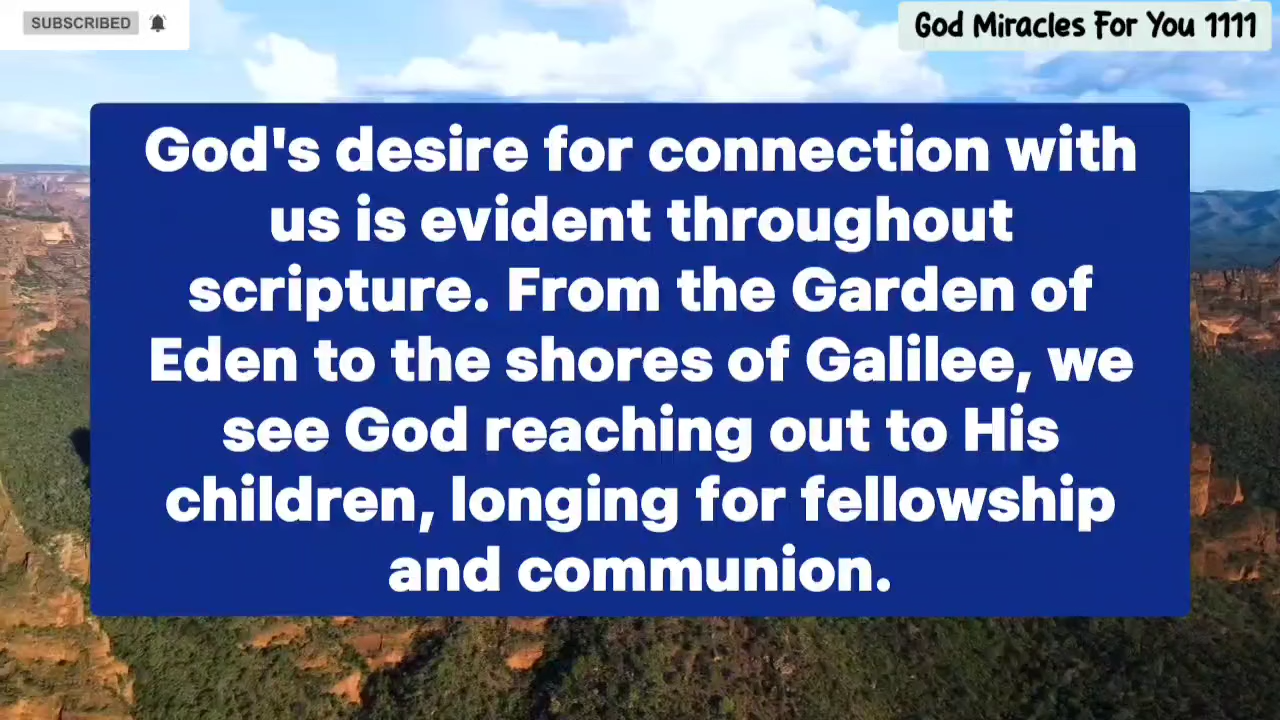 SUBSCRIBED
God Miracles For You 1111
God's desire for connection with
us is evident throughout
scripture. From the Garden of
Eden to the shores of Galilee, we
see God reaching out to His
children, longing for fellowship
and communion.